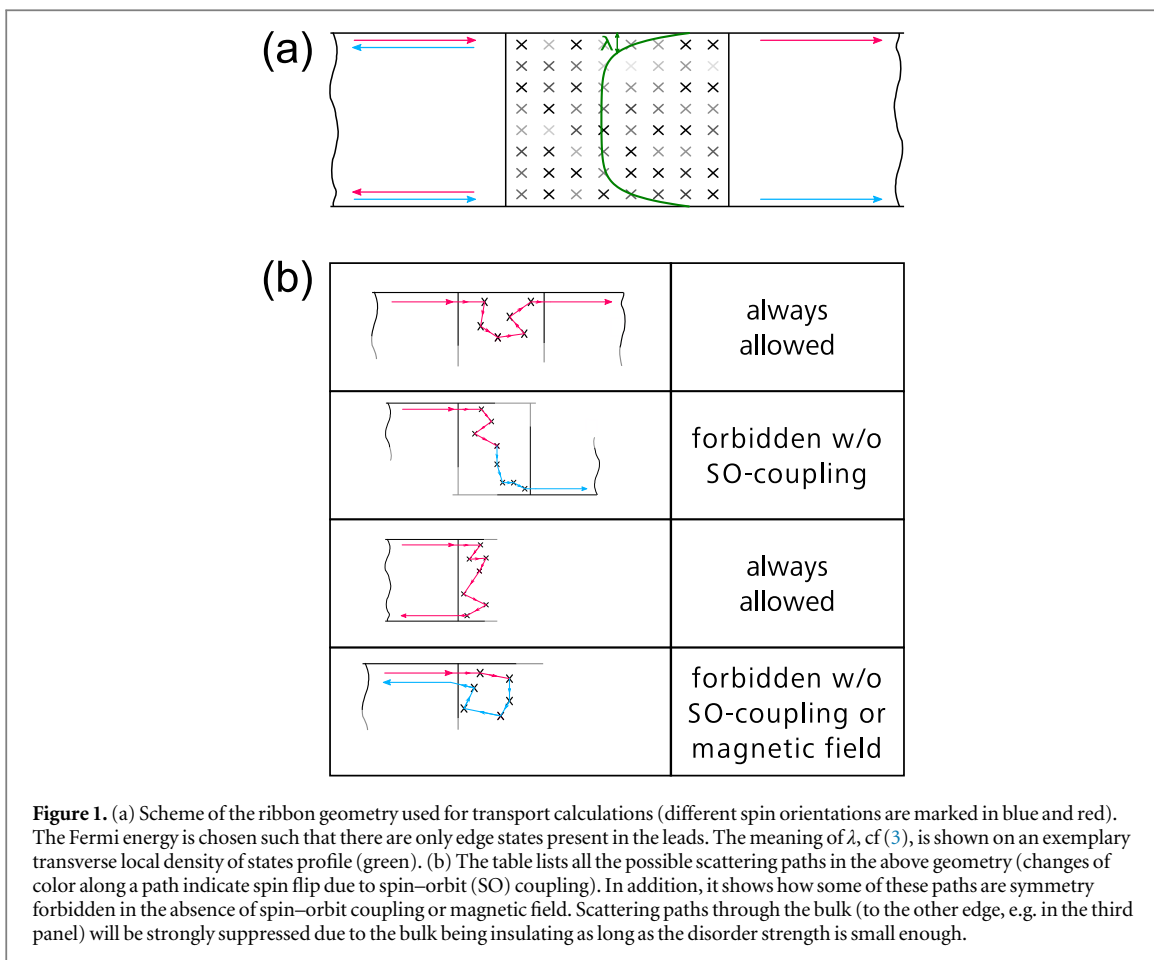 (a)
λ
(b)
always
allowed
forbidden w/o
SO-coupling
always
allowed
forbidden w/o
SO-coupling or
magnetic field
Figure 1. (a) Scheme of the ribbon geometry used for transport calculations (different spin orientations are marked in blue and red).
The Fermi energy is chosen such that there are only edge states present in the leads. The meaning of λ, cf (3), is shown on an exemplary
transverse local density of states profile (green). (b) The table lists all the possible scattering paths in the above geometry (changes of
color along a path indicate spin flip due to spin–orbit (SO) coupling). In addition, it shows how some of these paths are symmetry
forbidden in the absence of spin–orbit coupling or magnetic field. Scattering paths through the bulk (to the other edge, e.g. in the third
panel) will be strongly suppressed due to the bulk being insulating as long as the disorder strength is small enough.